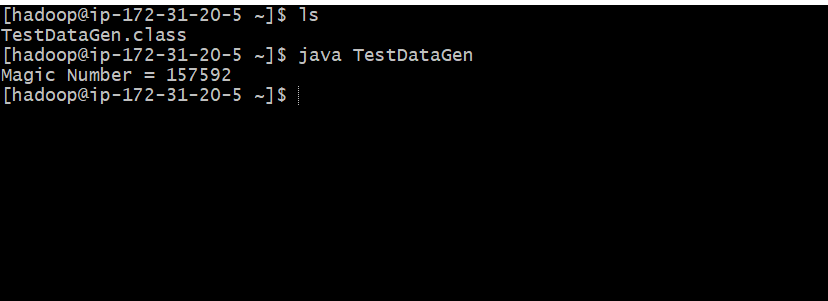 [hadoop@ip-172-31-20-5 ~]$ ls
TestDataGen.class
[hadoop@ip-172-31-20-5 ~]$ java TestDataGen
Magic Number = 157592
[hadoop@ip-172-31-20-5 ~]$